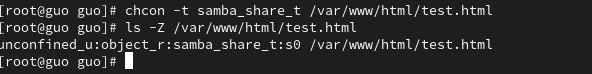 [root@guo guo]# chcon -t samba_share_t /var/www/html/test.html
[root@guo guo]# ls -Z /var/www/html/test.html
unconfined_u:object_r:samba_share_t:s0 /var/www/html/test.html
[root@guo guo]#